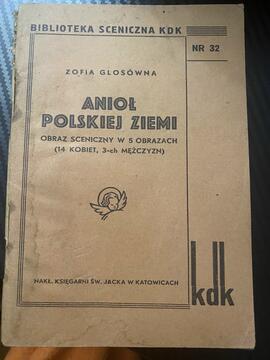 BIBLIOTEKA SCENICZNA KDK
NR 32
ZOFIA GLOSÓWNA
ANIOŁ
POLSKIEJ ZIEMI
OBRAZ SCENICZNY W 5 OBRAZACH
(14 KOBIET, 3-ch MĘŻCZYZN)
NAKŁ. KSIĘGARNI ŚW. JACKA W KATOWICACH
kdk